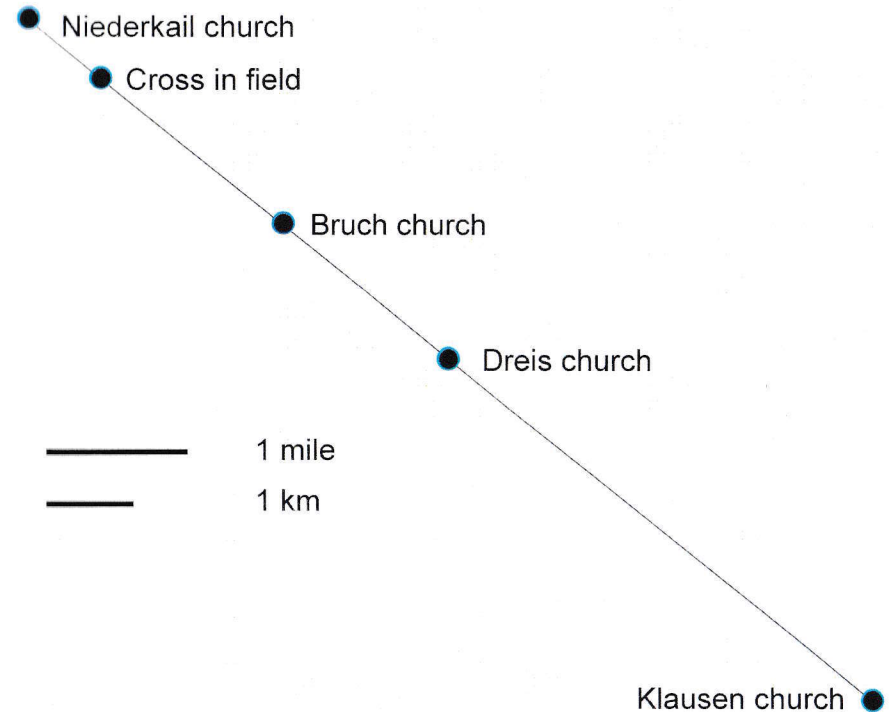 Niederkail church
Cross in field
Bruch church
Dreis church
1 mile
1 km
Klausen church